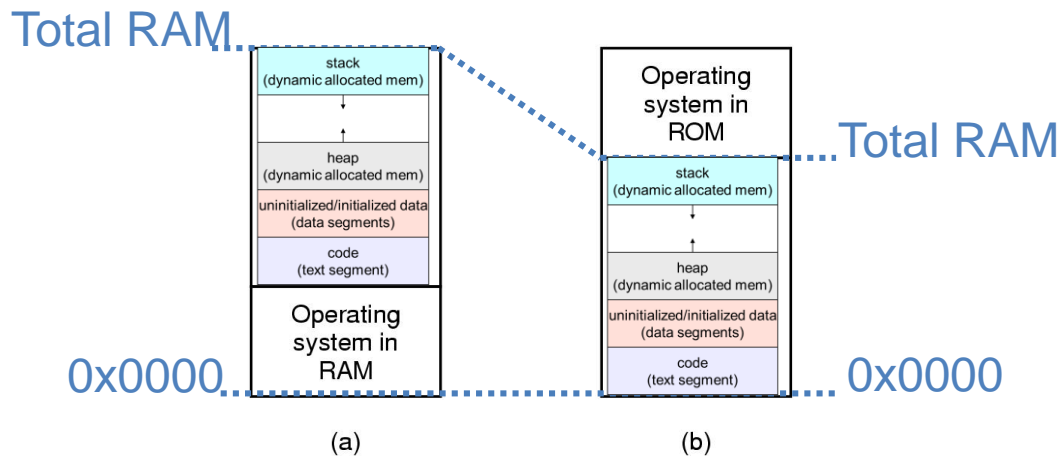 Total RAM
stack
(dynamic allocated mem)
heap
(dynamic allocated mem)
uninitialized/initialized data
(data segments)
code
(text segment)
Operating
system in
RAM
0x0000
(a)
Operating
system in
ROM
Total RAM
stack
(dynamic allocated mem)
heap
(dynamic allocated mem)
uninitialized/initialized data
(data segments)
code
(text segment)
0x0000
(b)